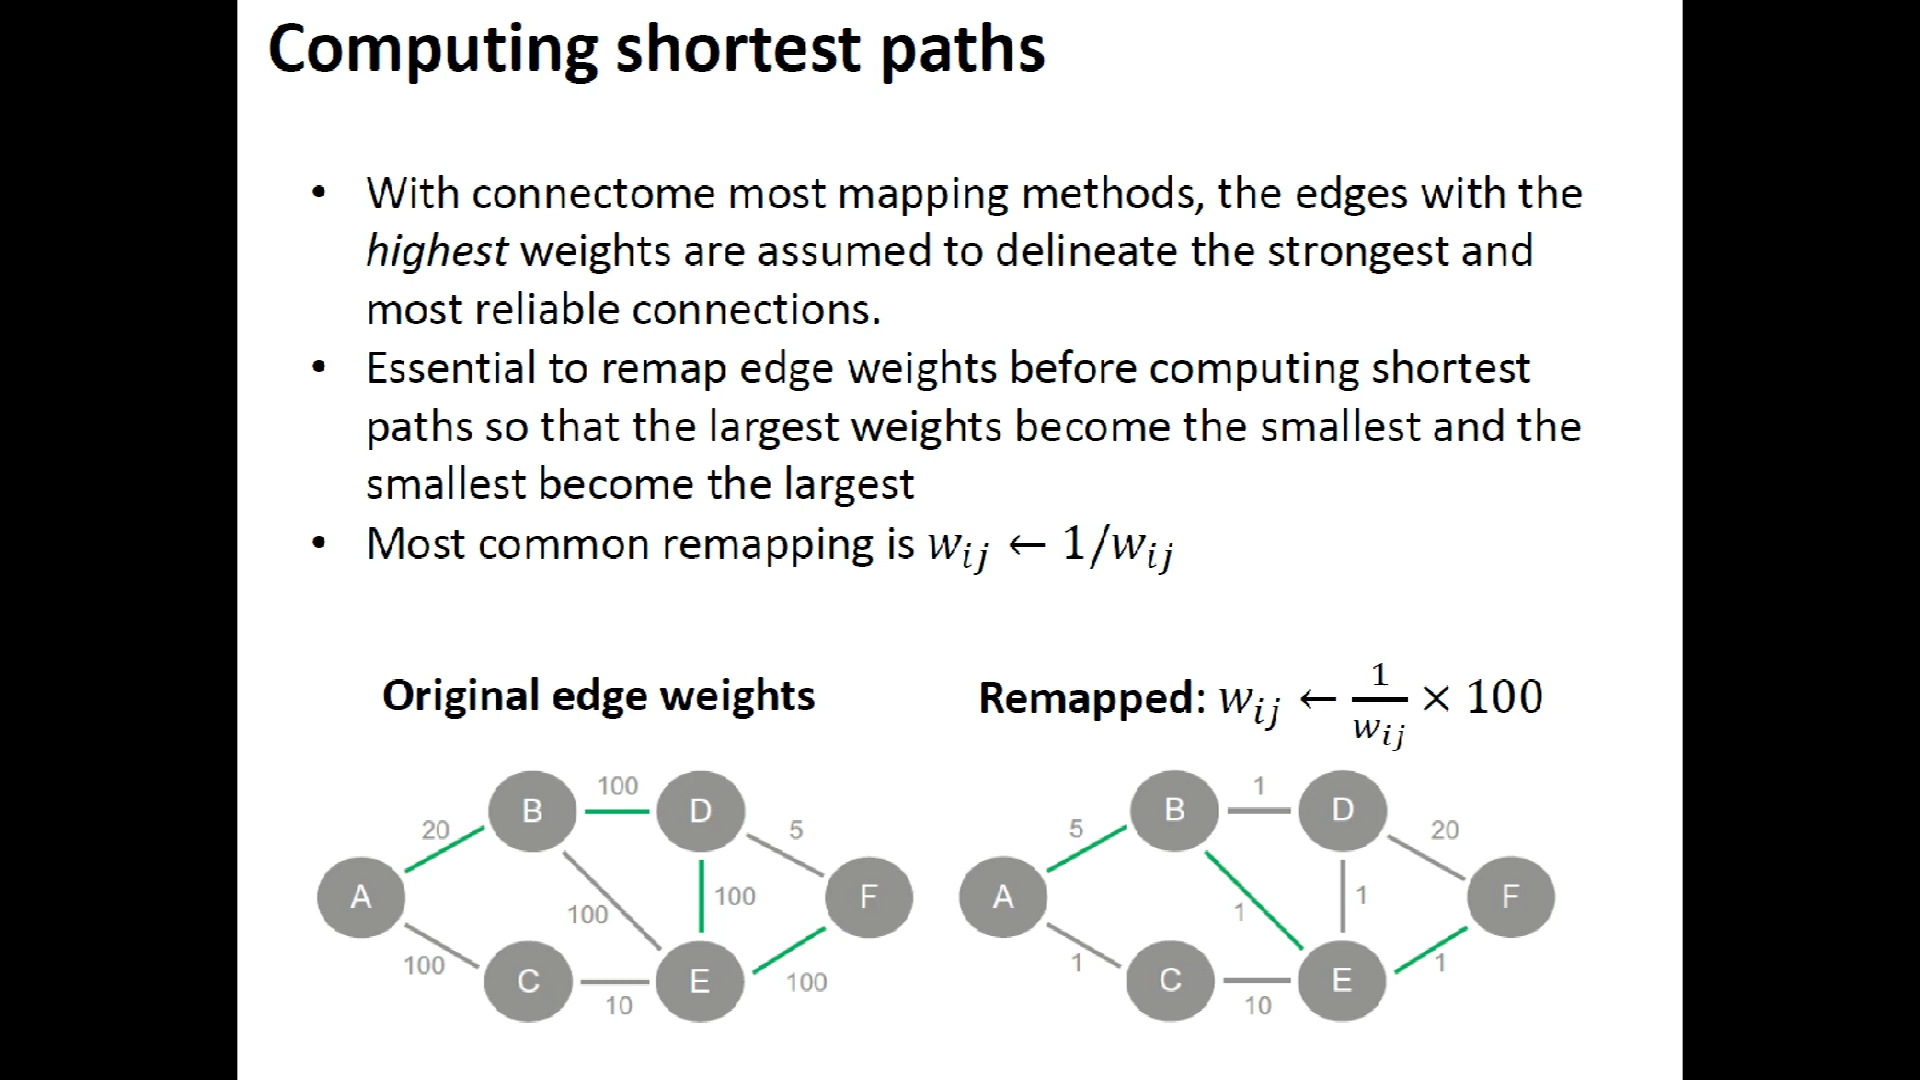 Computing shortest paths
• With connectome most mapping methods, the edges with the
highest weights are assumed to delineate the strongest and
most reliable connections.
• Essential to remap edge weights before computing shortest
paths so that the largest weights become the smallest and the
smallest become the largest
• Most common remapping is w_ij ← 1/w_ij
Original edge weights
Remapped: w_ij ← 1/w_ij × 100
100
B
D
20
5
A
100
100
F
100
C
E
10
100
1
B
D
5
20
A
1
1
F
1
C
E
1
10